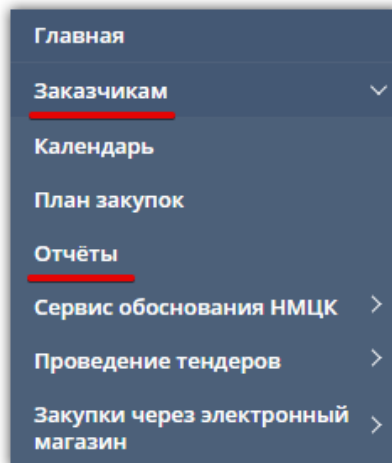 Главная
Заказчикам
Календарь
План закупок
Отчёты
Сервис обоснования НМЦК
Проведение тендеров
Закупки через электронный
магазин